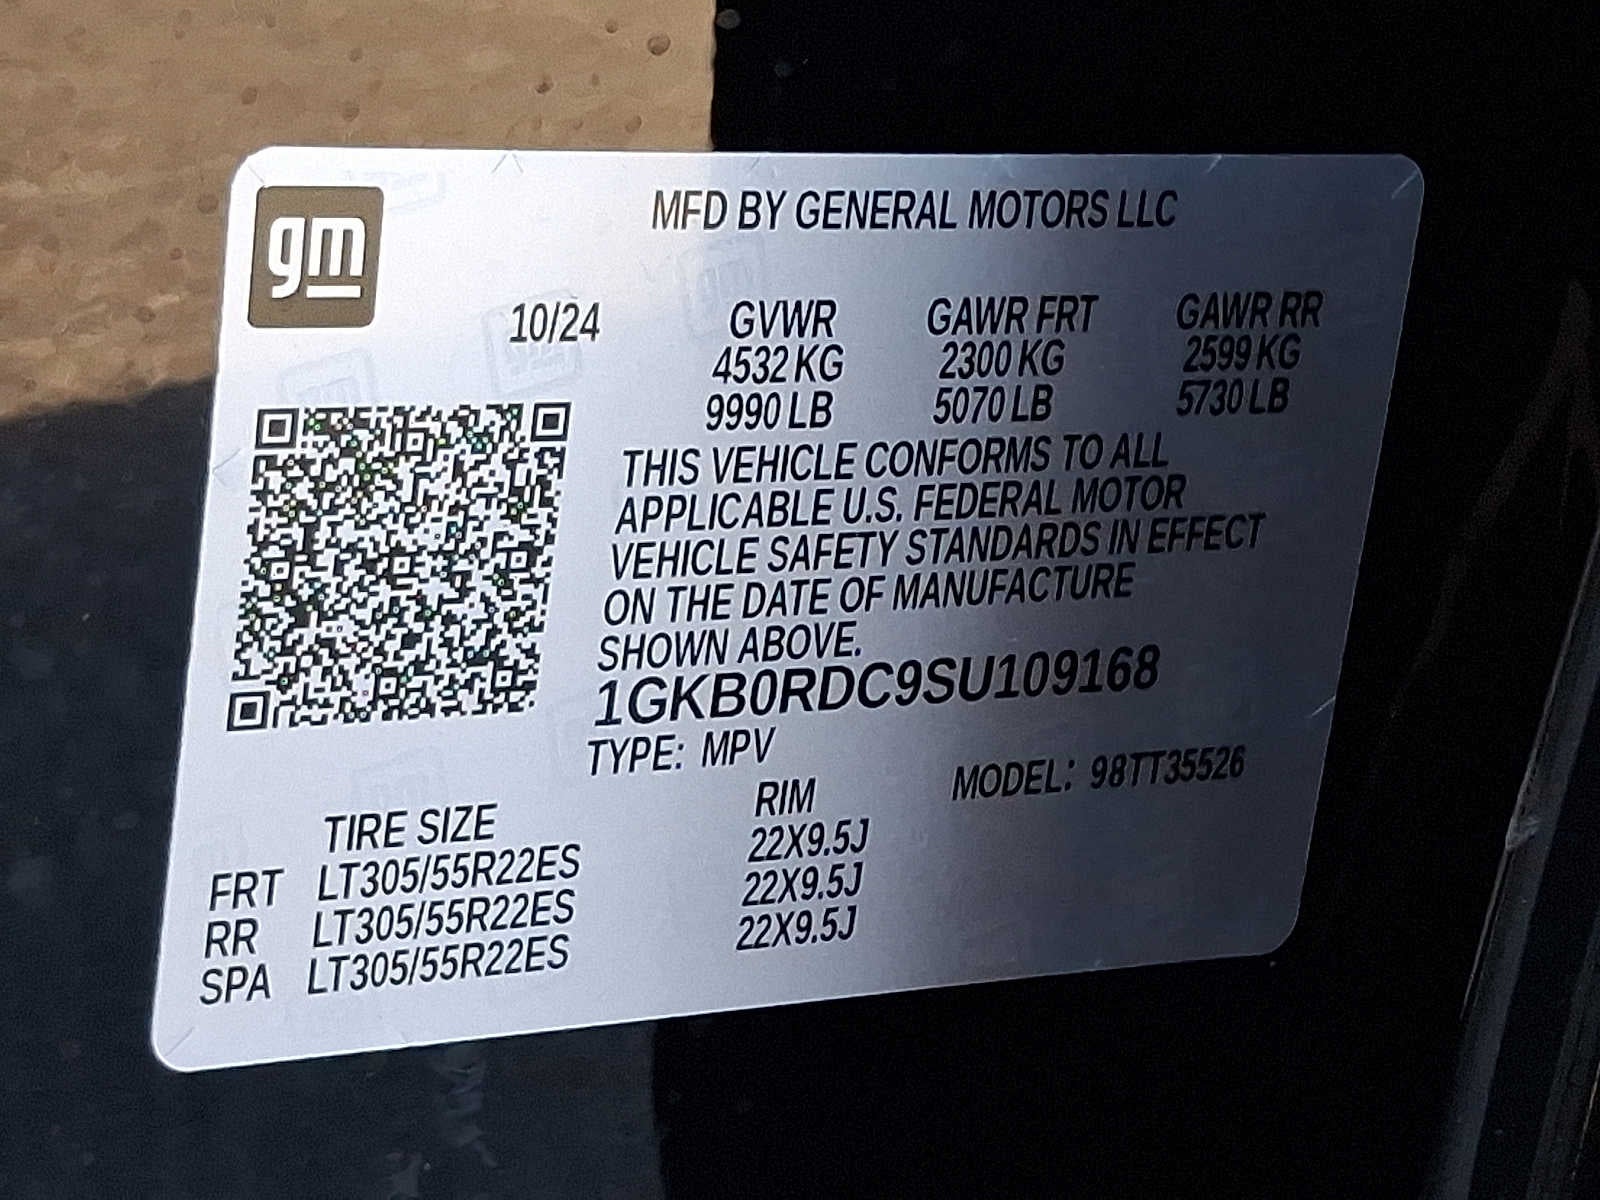 gm
MFD BY GENERAL MOTORS LLC
10/24 GVWR GAWR FRT GAWR RR
4532 KG 2300 KG 2599 KG
9990 LB 5070 LB 5730 LB
THIS VEHICLE CONFORMS TO ALL
APPLICABLE U.S. FEDERAL MOTOR
VEHICLE SAFETY STANDARDS IN EFFECT
ON THE DATE OF MANUFACTURE
SHOWN ABOVE.
1GKB0RDC9SU109168
TYPE: MPV MODEL: 98TT35526
TIRE SIZE RIM
FRT LT305/55R22ES 22X9.5J
RR LT305/55R22ES 22X9.5J
SPA LT305/55R22ES 22X9.5J